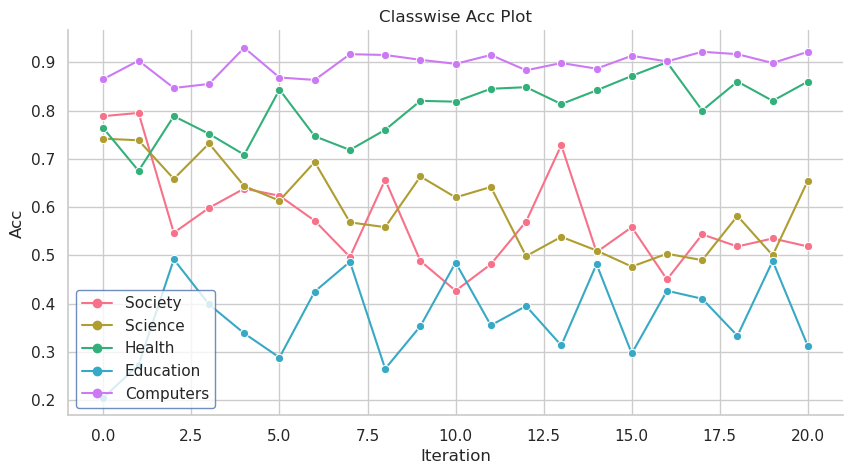 Classwise Acc Plot
Acc
0.9
0.8
0.7
0.6
0.5
0.4
0.3
0.2
Society
Science
Health
Education
Computers
0.0 2.5 5.0 7.5 10.0 12.5 15.0 17.5 20.0
Iteration